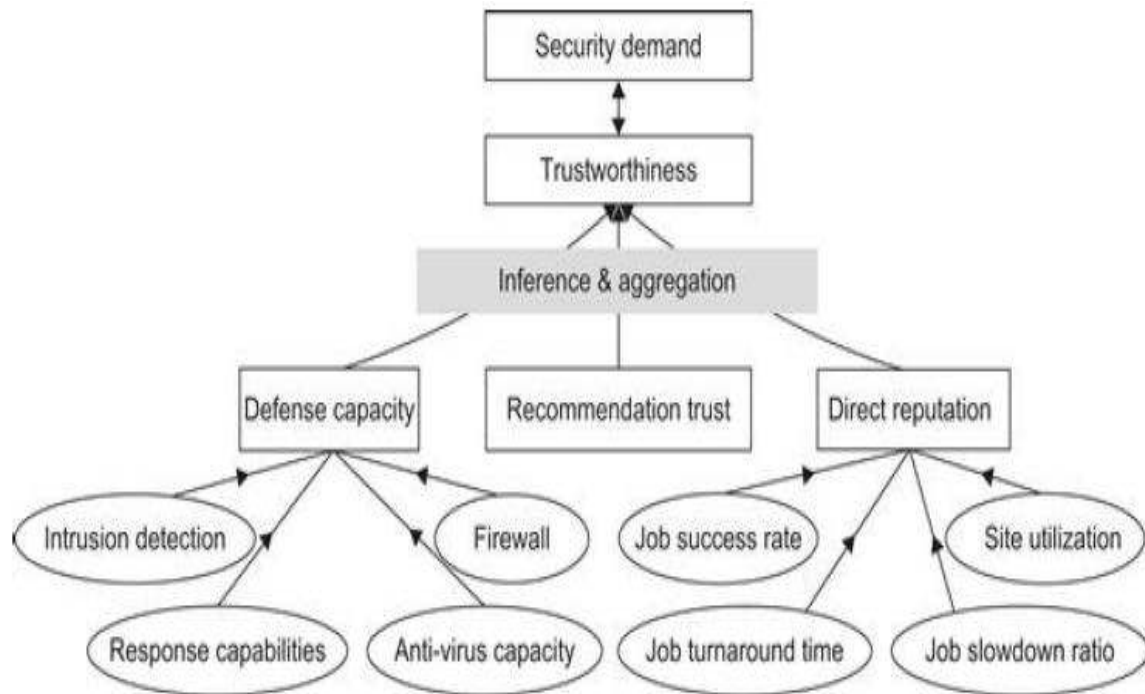 Security demand
Trustworthiness
Inference & aggregation
Defense capacity
Recommendation trust
Direct reputation
Intrusion detection
Firewall
Job success rate
Site utilization
Response capabilities
Anti-virus capacity
Job turnaround time
Job slowdown ratio